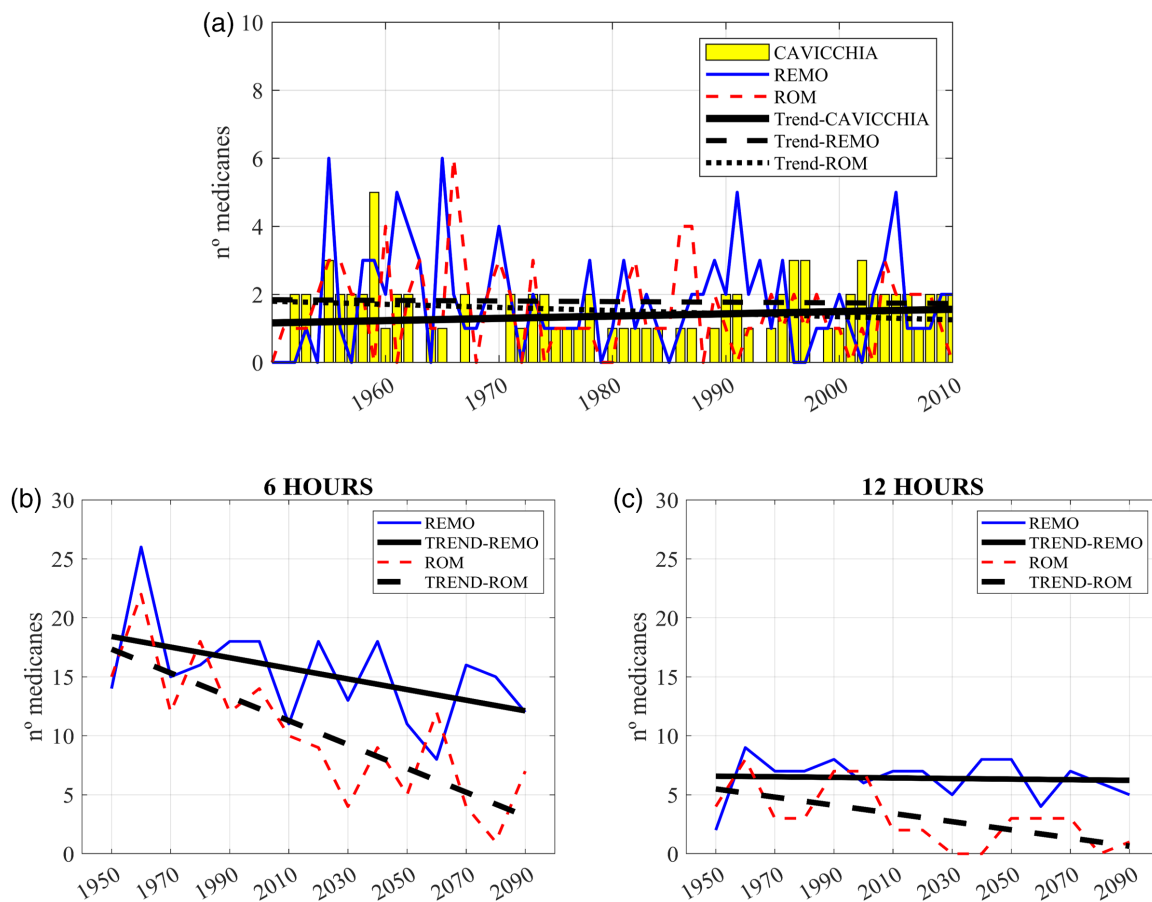 (a)
10
8
6
4
2
0
nº medicanes
CAVICCHIA
REMO
ROM
Trend-CAVICCHIA
Trend-REMO
Trend-ROM
1960
1970
1980
1990
2000
2010
(b)
6 HOURS
30
25
20
15
10
5
0
nº medicanes
REMO
TREND-REMO
ROM
TREND-ROM
1950
1970
1990
2010
2030
2050
2070
2090
(c)
12 HOURS
30
25
20
15
10
5
0
nº medicanes
REMO
TREND-REMO
ROM
TREND-ROM
1950
1970
1990
2010
2030
2050
2070
2090